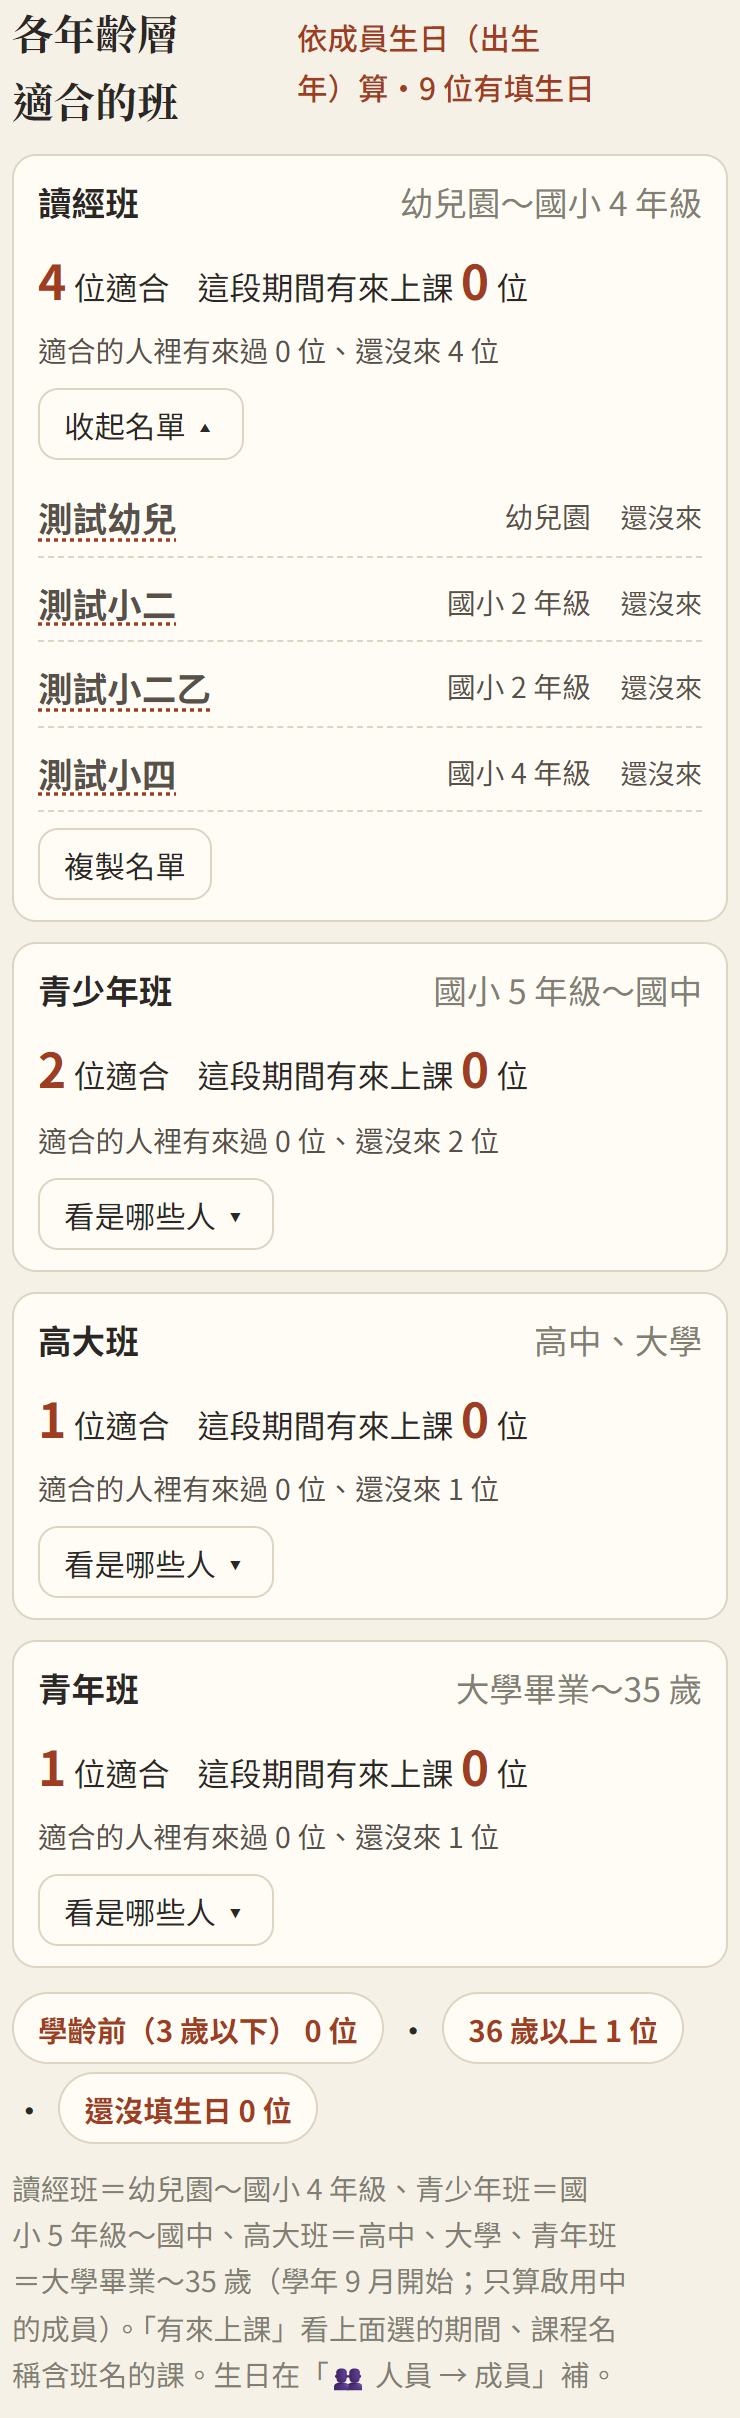 各年齡層
適合的班
依成員生日（出生
年）算・9 位有填生日
讀經班 幼兒園～國小 4 年級
4 位適合 這段期間有來上課 0 位
適合的人裡有來過 0 位、還沒來 4 位
收起名單 ▲
測試幼兒 幼兒園 還沒來
測試小二 國小 2 年級 還沒來
測試小二乙 國小 2 年級 還沒來
測試小四 國小 4 年級 還沒來
複製名單
青少年班 國小 5 年級～國中
2 位適合 這段期間有來上課 0 位
適合的人裡有來過 0 位、還沒來 2 位
看是哪些人 ▼
高大班 高中、大學
1 位適合 這段期間有來上課 0 位
適合的人裡有來過 0 位、還沒來 1 位
看是哪些人 ▼
青年班 大學畢業～35 歲
1 位適合 這段期間有來上課 0 位
適合的人裡有來過 0 位、還沒來 1 位
看是哪些人 ▼
學齡前（3 歲以下） 0 位 ・ 36 歲以上 1 位
・ 還沒填生日 0 位
讀經班＝幼兒園～國小 4 年級、青少年班＝國
小 5 年級～國中、高大班＝高中、大學、青年班
＝大學畢業～35 歲（學年 9 月開始；只算啟用中
的成員）。「有來上課」看上面選的期間、課程名
稱含班名的課。生日在「👥 人員 → 成員」補。